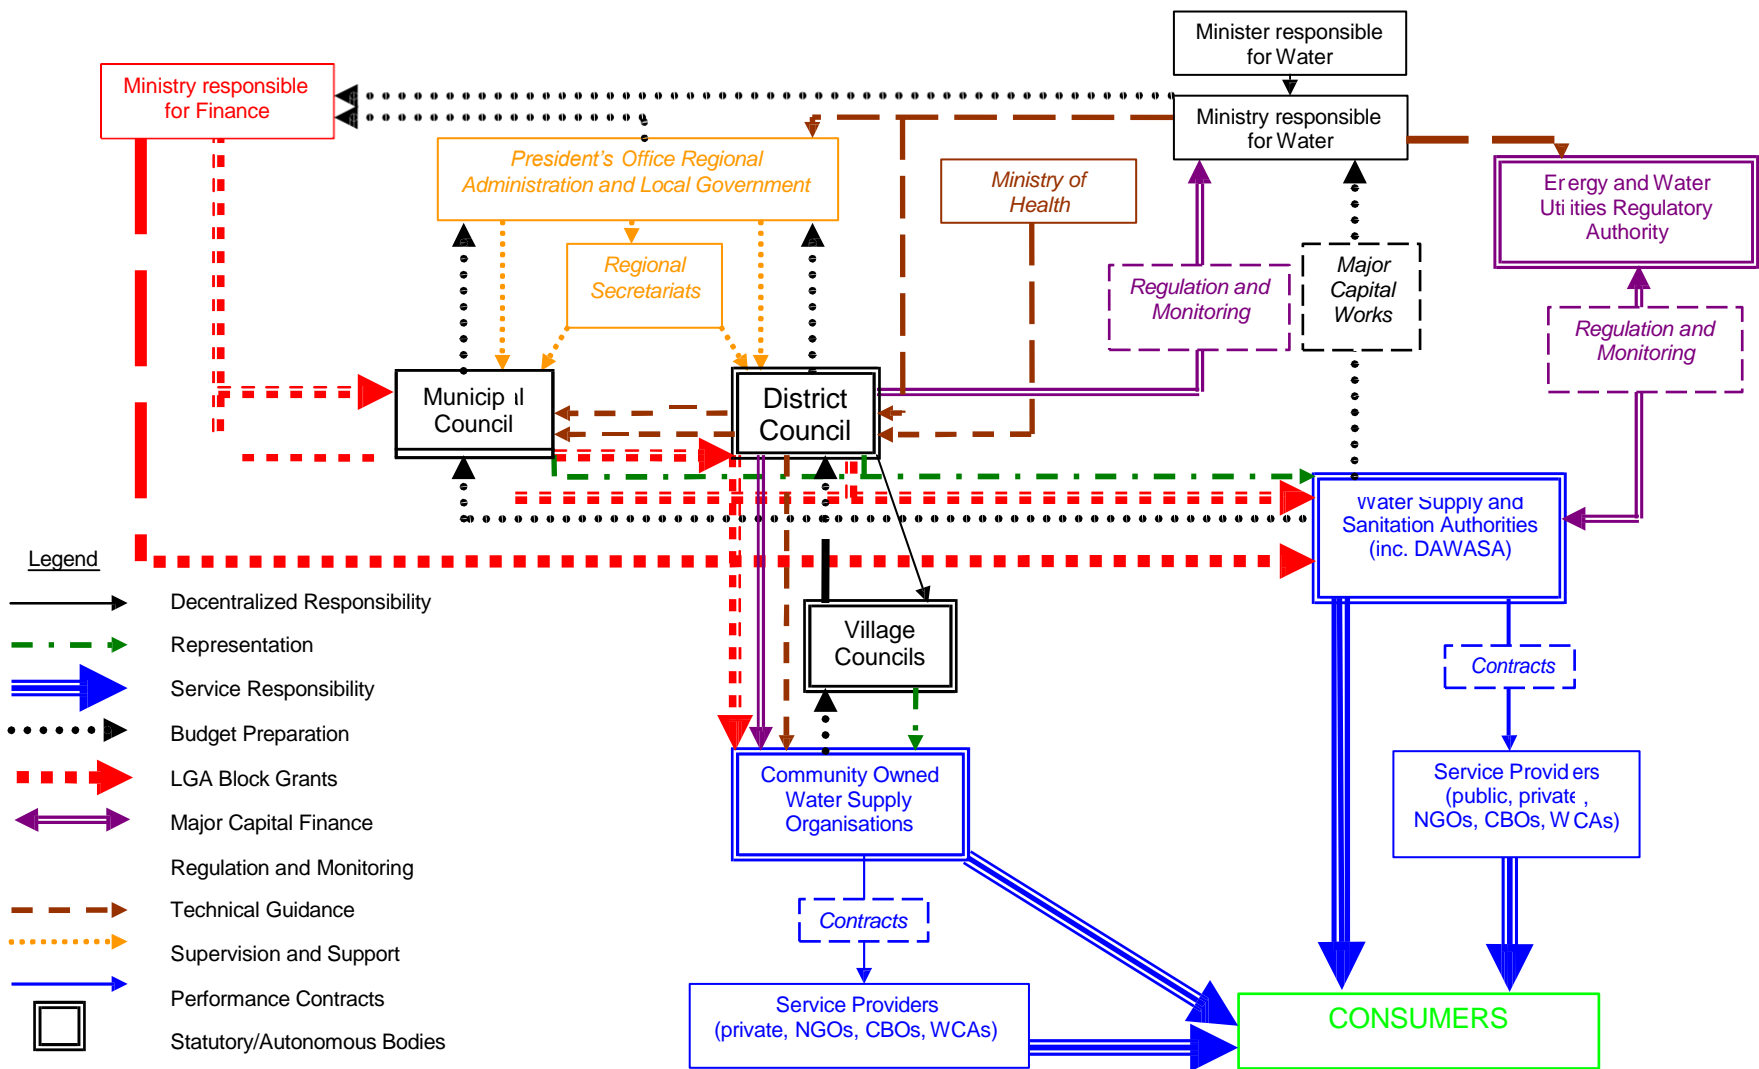 Minister responsible
for Water
Ministry responsible
for Finance
Ministry responsible
for Water
President's Office Regional
Administration and Local Government
Ministry of
Health
Energy and Water
Utilities Regulatory
Authority
Regional
Secretariats
Regulation and
Monitoring
Major
Capital
Works
Regulation and
Monitoring
Municipal
Council
District
Council
Water Supply and
Sanitation Authorities
(inc. DAWASA)
Village
Councils
Contracts
Community Owned
Water Supply
Organisations
Service Providers
(public, private,
NGOs, CBOs, WCAs)
Contracts
Service Providers
(private, NGOs, CBOs, WCAs)
CONSUMERS
Legend
Decentralized Responsibility
Representation
Service Responsibility
Budget Preparation
LGA Block Grants
Major Capital Finance
Regulation and Monitoring
Technical Guidance
Supervision and Support
Performance Contracts
Statutory/Autonomous Bodies